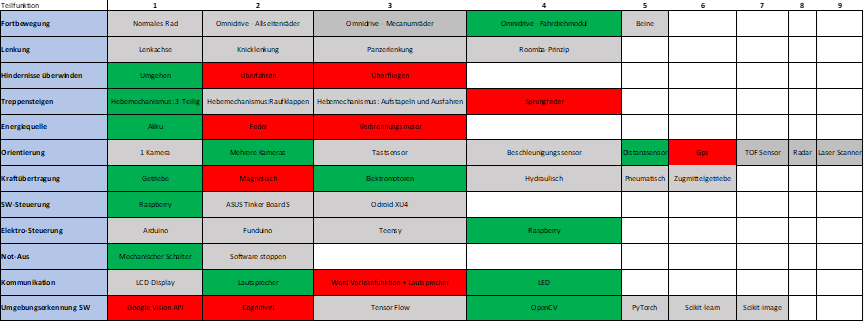 Teilfunktion 1 2 3 4 5 6 7 8 9
Fortbewegung Normales Rad Omnidrive - Allseitenräder Omnidrive - Mecanumräder Omnidrive - Fahrdrehmodul Beine
Lenkung Lenkachse Knicklenkung Panzerlenkung Roomba-Prinzip
Hindernisse überwinden Umgehen Überfahren Überfliegen
Treppensteigen Hebemechanismus: 3-Teilig Hebemechanismus:Raufklappen Hebemechanismus: Aufstapeln und Ausfahren Sprungfeder
Energiequelle Akku Feder Verbrennungsmotor
Orientierung 1 Kamera Mehrere Kameras Tastsensor Beschleunigungssensor Distanzsensor Gps TOF Sensor Radar Laser Scanner
Kraftübertragung Getriebe Magnetisch Elektromotoren Hydraulisch Pneumatisch Zugmittelgetriebe
SW-Steuerung Raspberry ASUS Tinker Board S Odroid-XU4
Elektro-Steuerung Arduino Funduino Teensy Raspberry
Not-Aus Mechanischer Schalter Software stoppen
Kommunikation LCD-Display Lautsprecher Word Vorlesefunktion + Lautsprecher LED
Umgebungserkennung SW Google Vision API Cognitive! Tensor Flow OpenCV PyTorch Scikit-learn Scikit-image